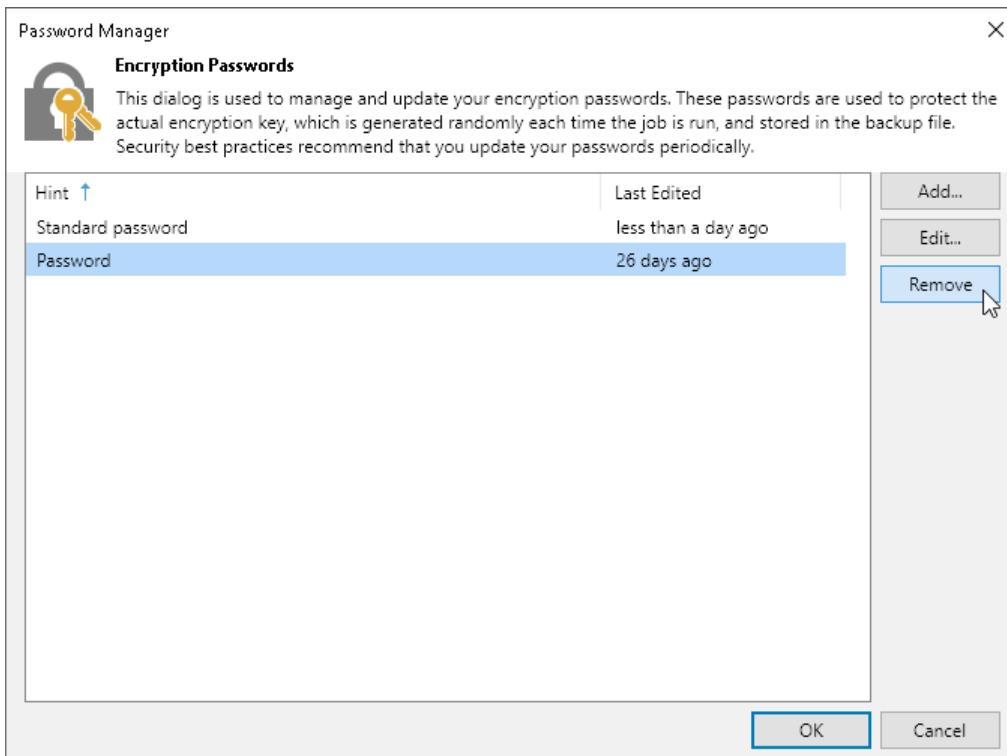 Password Manager
Encryption Passwords
This dialog is used to manage and update your encryption passwords. These passwords are used to protect the
actual encryption key, which is generated randomly each time the job is run, and stored in the backup file.
Security best practices recommend that you update your passwords periodically.
Hint Last Edited
Add...
Standard password less than a day ago
Edit...
Password 26 days ago
Remove
OK Cancel